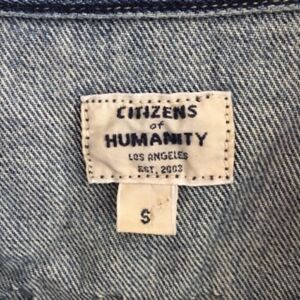 CITIZENS
of
HUMANITY
LOS ANGELES
EST. 2003
S